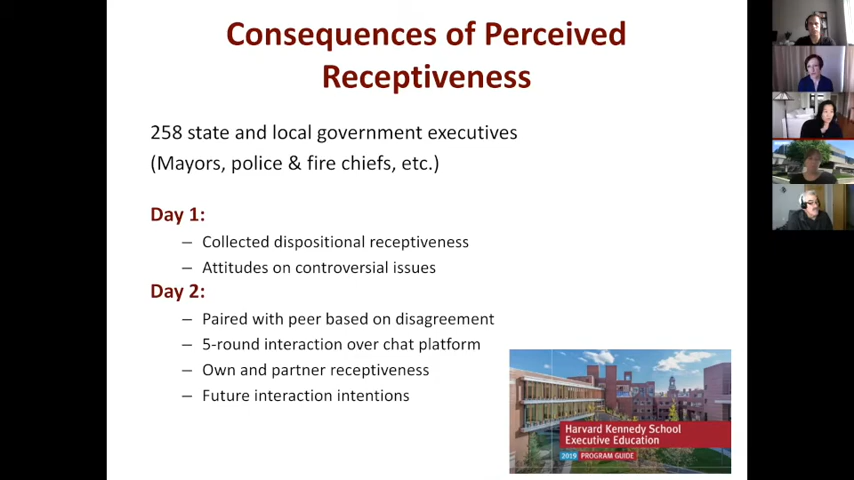 Consequences of Perceived
Receptiveness
258 state and local government executives
(Mayors, police & fire chiefs, etc.)
Day 1:
– Collected dispositional receptiveness
– Attitudes on controversial issues
Day 2:
– Paired with peer based on disagreement
– 5-round interaction over chat platform
– Own and partner receptiveness
– Future interaction intentions
Harvard Kennedy School
Executive Education
2019 PROGRAM GUIDE